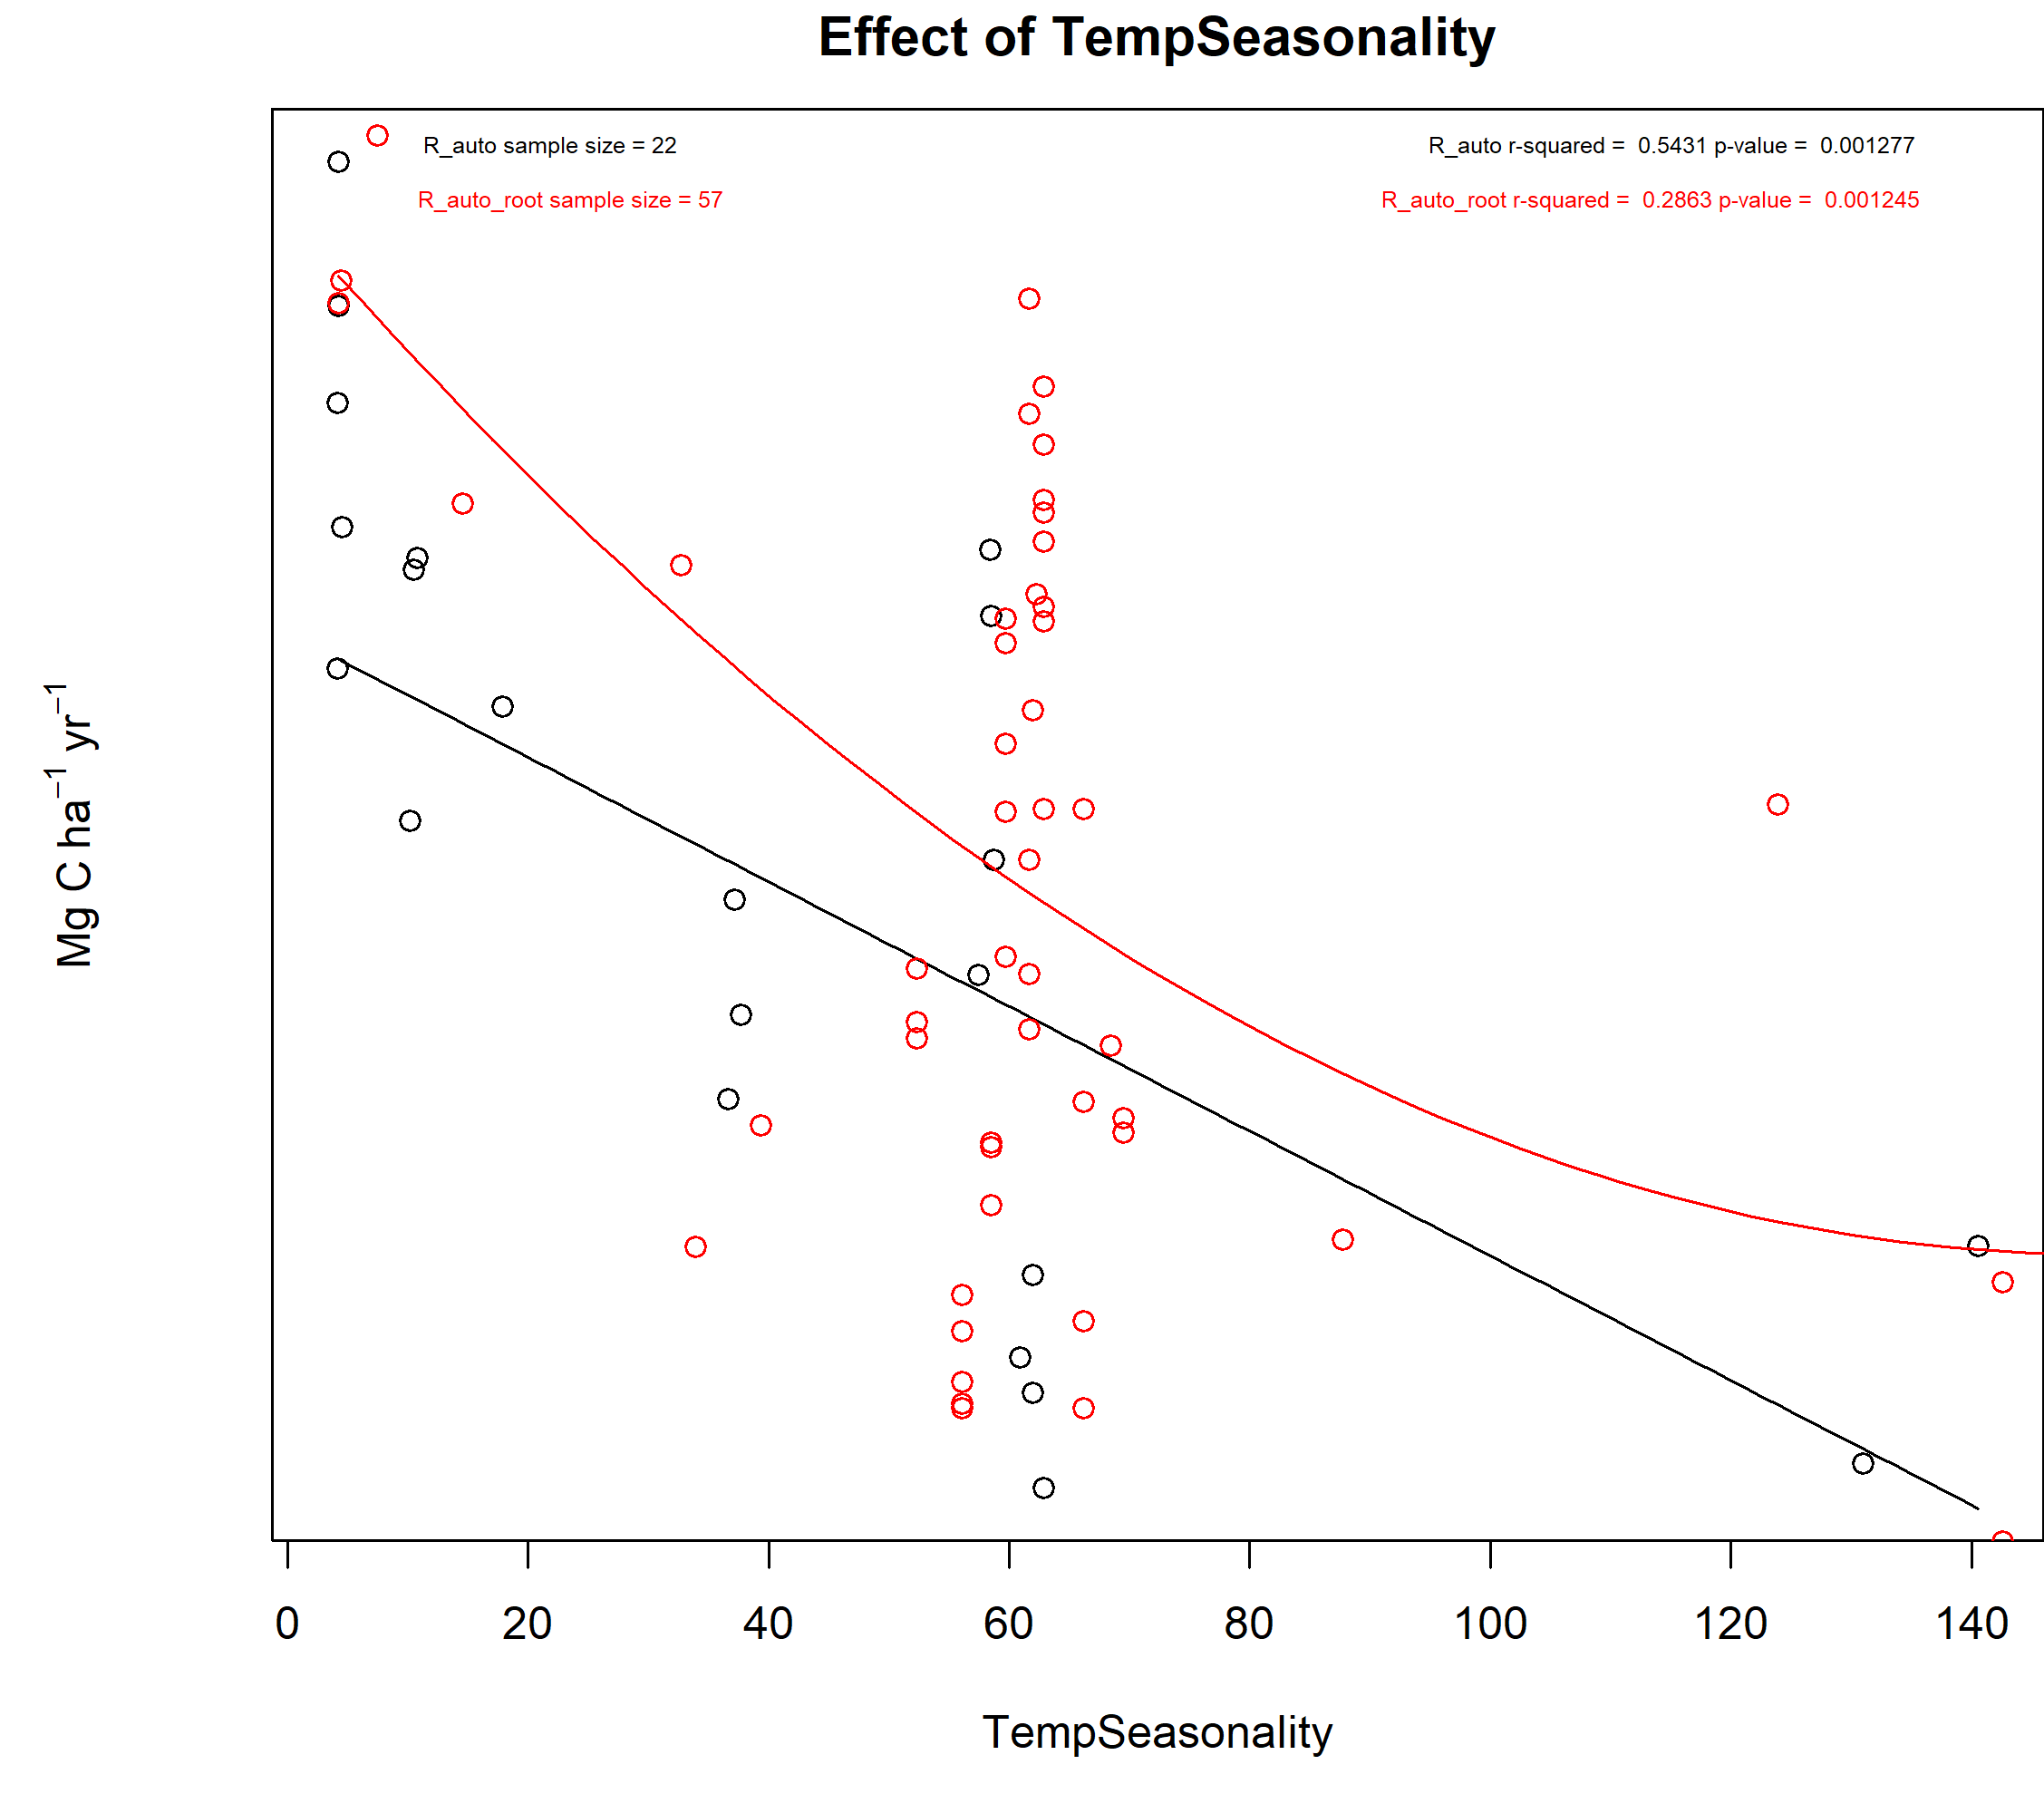 Effect of TempSeasonality
R_auto sample size = 22
R_auto r-squared =  0.5431 p-value =  0.001277
R_auto_root sample size = 57
R_auto_root r-squared =  0.2863 p-value =  0.001245
Mg C ha⁻¹ yr⁻¹
0 20 40 60 80 100 120 140
TempSeasonality